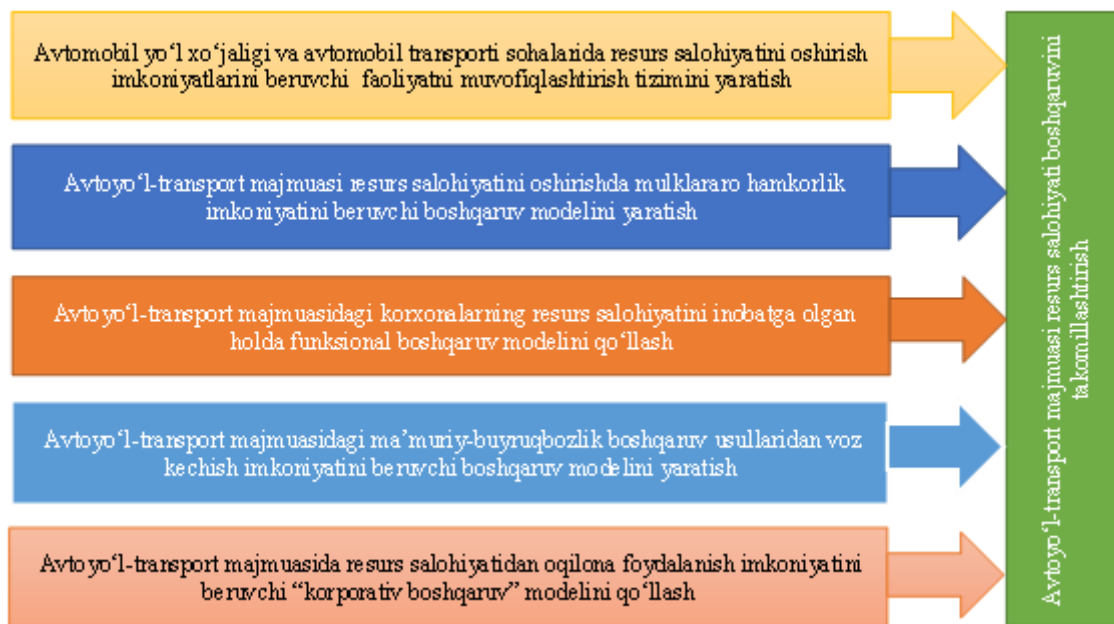 Avtomobil yo‘l xo‘jaligi va avtomobil transporti sohalarida resurs salohiyatini oshirish
imkoniyatlarini beruvchi faoliyatni muvofiqlashtirish tizimini yaratish
Avtoyo‘l-transport majmuasi resurs salohiyatini oshirishda mulklararo hamkorlik
imkoniyatini beruvchi boshqaruv modelini yaratish
Avtoyo‘l-transport majmuasidagi korxonalarning resurs salohiyatini inobatga olgan
holda funksional boshqaruv modelini qo‘llash
Avtoyo‘l-transport majmuasidagi ma’muriy-buyruqbozlik boshqaruv usullaridan voz
kechish imkoniyatini beruvchi boshqaruv modelini yaratish
Avtoyo‘l-transport majmuasida resurs salohiyatidan oqilona foydalanish imkoniyatini
beruvchi “korporativ boshqaruv” modelini qo‘llash
Avtoyo‘l-transport majmuasi resurs salohiyati boshqaruvini
takomillashtirish